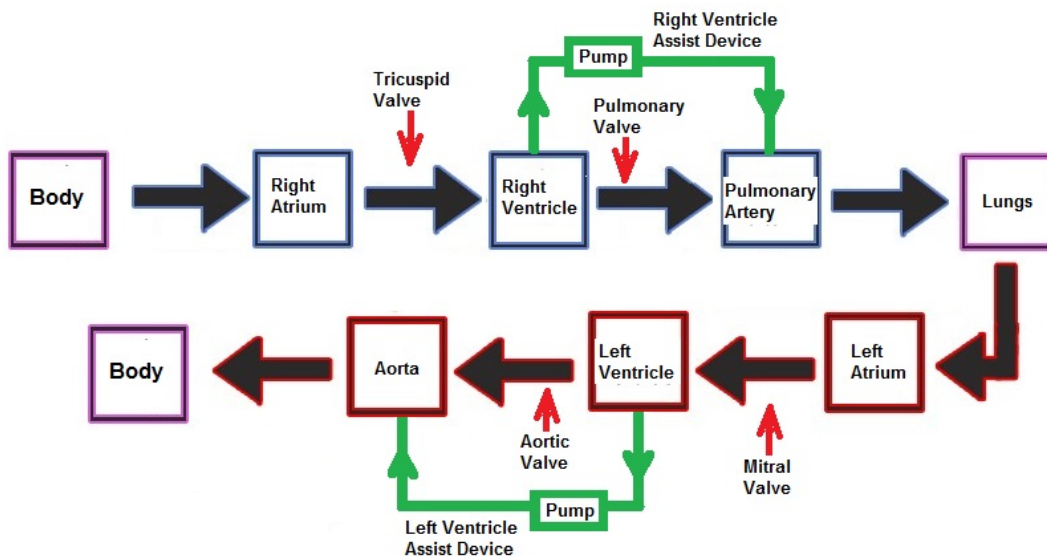 Right Ventricle
Assist Device
Pump
Tricuspid
Valve
Pulmonary
Valve
Body
Right
Atrium
Right
Ventricle
Pulmonary
Artery
Lungs
Body
Aorta
Left
Ventricle
Left
Atrium
Aortic
Valve
Mitral
Valve
Pump
Left Ventricle
Assist Device